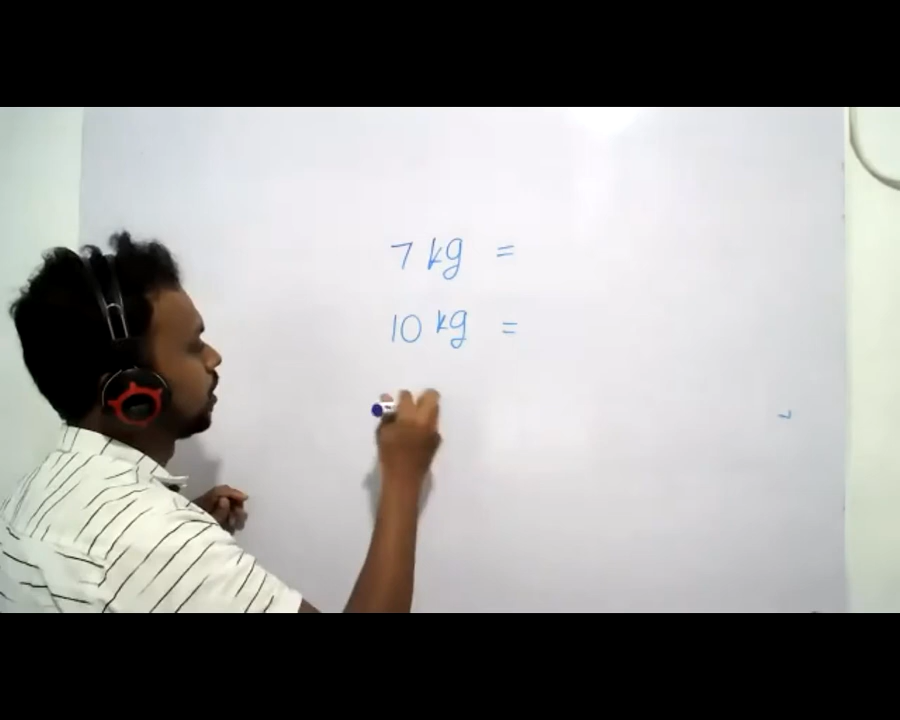 7 kg =
10 kg =